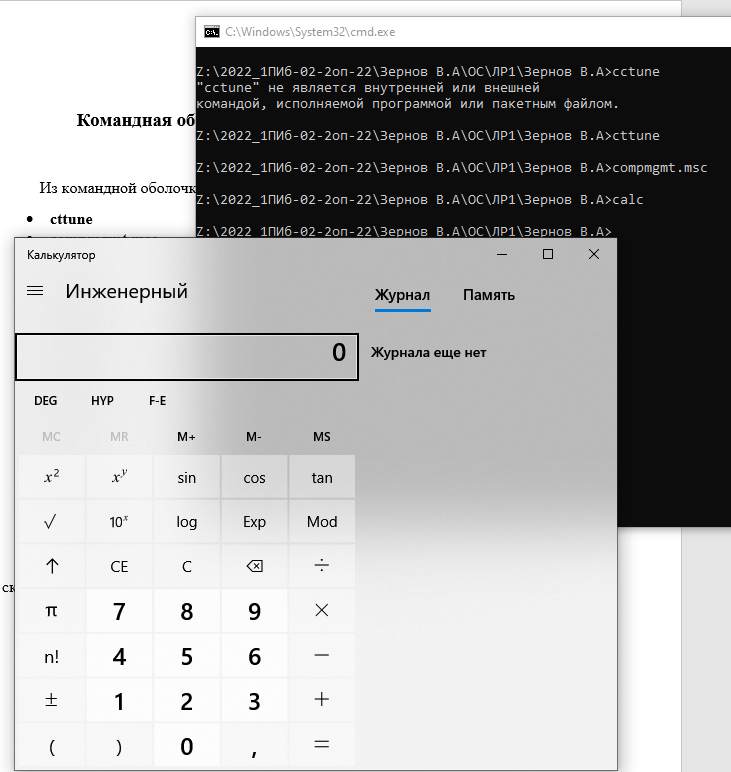 C:\Windows\System32\cmd.exe
Z:\2022_1ПИб-02-2оп-22\Зернов В.А\ОС\ЛР1\Зернов В.А>cctune
"cctune" не является внутренней или внешней
командой, исполняемой программой или пакетным файлом.
Z:\2022_1ПИб-02-2оп-22\Зернов В.А\ОС\ЛР1\Зернов В.А>cttune
Z:\2022_1ПИб-02-2оп-22\Зернов В.А\ОС\ЛР1\Зернов В.А>compmgmt.msc
Z:\2022_1ПИб-02-2оп-22\Зернов В.А\ОС\ЛР1\Зернов В.А>calc
Z:\2022_1ПИб-02-2оп-22\Зернов В.А\ОС\ЛР1\Зернов В.А>
Командная об
Из командной оболочк
• cttune
Калькулятор
Инженерный
Журнал Память
0
Журнала еще нет
DEG HYP F-E
MC MR M+ M- MS
x² xʸ sin cos tan
√ 10ˣ log Exp Mod
↑ CE C ⌫ ÷
π 7 8 9 ×
n! 4 5 6 −
± 1 2 3 +
( ) 0 , =
ск